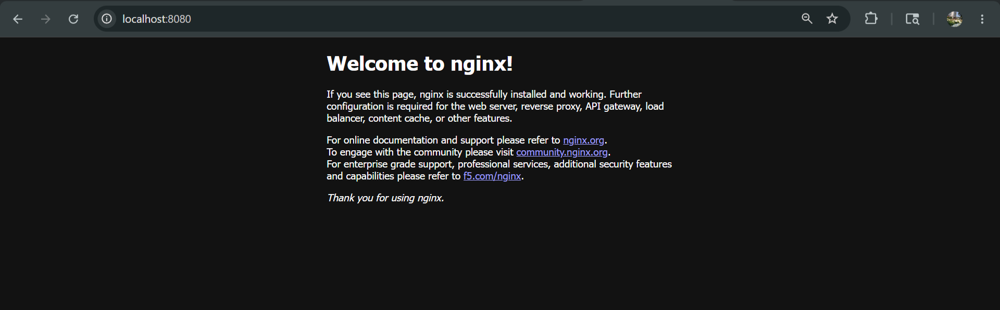 localhost:8080
Welcome to nginx!
If you see this page, nginx is successfully installed and working. Further
configuration is required for the web server, reverse proxy, API gateway, load
balancer, content cache, or other features.
For online documentation and support please refer to nginx.org.
To engage with the community please visit community.nginx.org.
For enterprise grade support, professional services, additional security features
and capabilities please refer to f5.com/nginx.
Thank you for using nginx.